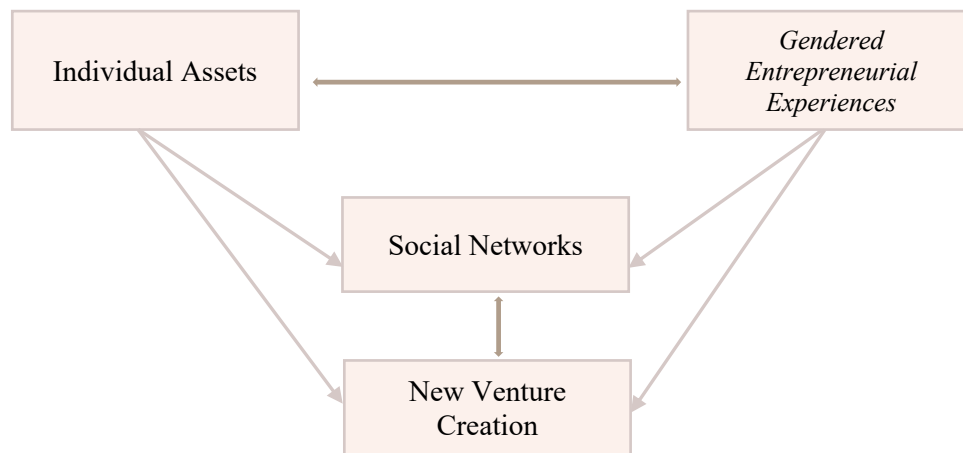 Individual Assets
Gendered
Entrepreneurial
Experiences
Social Networks
New Venture
Creation